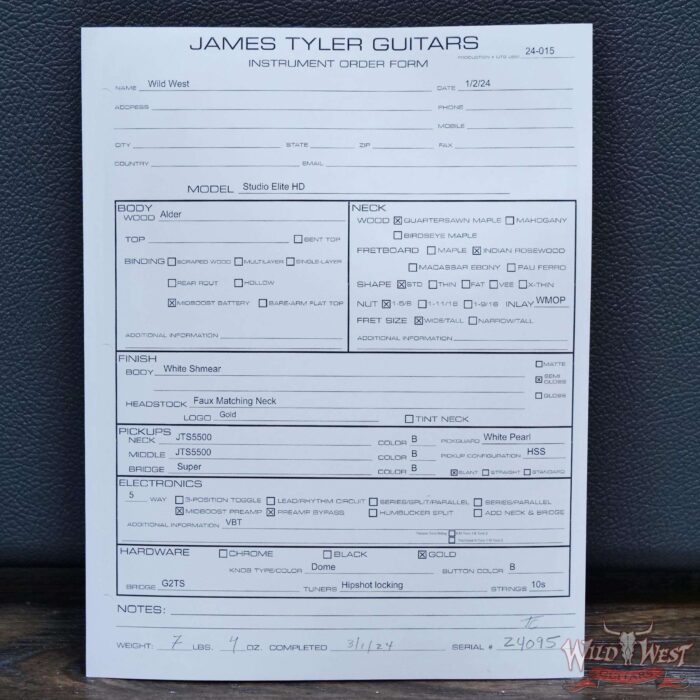 JAMES TYLER GUITARS
INSTRUMENT ORDER FORM
24-015
NAME Wild West DATE 1/2/24
ADDRESS PHONE
MOBILE
CITY STATE ZIP FAX
COUNTRY EMAIL
MODEL Studio Elite HD
BODY
WOOD Alder
TOP BENT TOP
BINDING SCRAPED WOOD MULTILAYER SINGLE-LAYER
REAR ROUT HOLLOW
☒ MIDBOOST BATTERY BARE-ARM FLAT TOP
ADDITIONAL INFORMATION
NECK
WOOD ☒ QUARTERSAWN MAPLE MAHOGANY
BIRDSEYE MAPLE
FRETBOARD MAPLE ☒ INDIAN ROSEWOOD
MACASSAR EBONY PAU FERRO
SHAPE ☒ STD THIN FAT VEE X-THIN
NUT ☒ 1-5/8 1-11/16 1-9/16 INLAY WMOP
FRET SIZE ☒ WIDE/TALL NARROW/TALL
ADDITIONAL INFORMATION
FINISH
BODY White Shmear
MATTE
☒ SEMI GLOSS
GLOSS
HEADSTOCK Faux Matching Neck
LOGO Gold TINT NECK
PICKUPS
NECK JTS5500 COLOR B PICKGUARD White Pearl
MIDDLE JTS5500 COLOR B PICKUP CONFIGURATION HSS
BRIDGE Super COLOR B ☒ SLANT STRAIGHT STANDARD
ELECTRONICS
5 WAY 3-POSITION TOGGLE LEAD/RHYTHM CIRCUIT SERIES/SPLIT/PARALLEL SERIES/PARALLEL
☒ MIDBOOST PREAMP ☒ PREAMP BYPASS HUMBUCKER SPLIT ADD NECK & BRIDGE
ADDITIONAL INFORMATION VBT
HARDWARE CHROME BLACK ☒ GOLD
KNOB TYPE/COLOR Dome BUTTON COLOR B
BRIDGE G2TS TUNERS Hipshot locking STRINGS 10s
NOTES:
WEIGHT: 7 LBS. 4 OZ. COMPLETED 3/1/24 SERIAL # 24095
WILD WEST
GUITARS